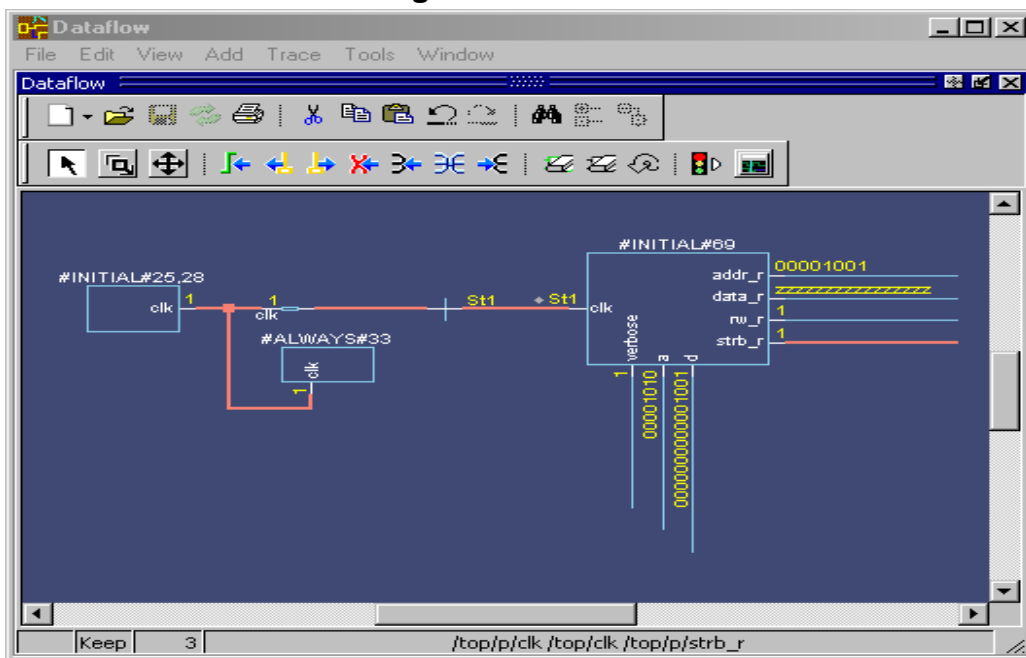 Dataflow
File Edit View Add Trace Tools Window
Dataflow
#INITIAL#69
#INITIAL#25,28
clk 1
1
clk
St1
St1
clk
addr_r 00001001
data_r zzzzzzzzzzzzzzzz
rw_r 1
strb_r 1
#ALWAYS#33
clk
1
verbose
a
d
1
00001010
0000000000001001
Keep 3 /top/p/clk /top/clk /top/p/strb_r